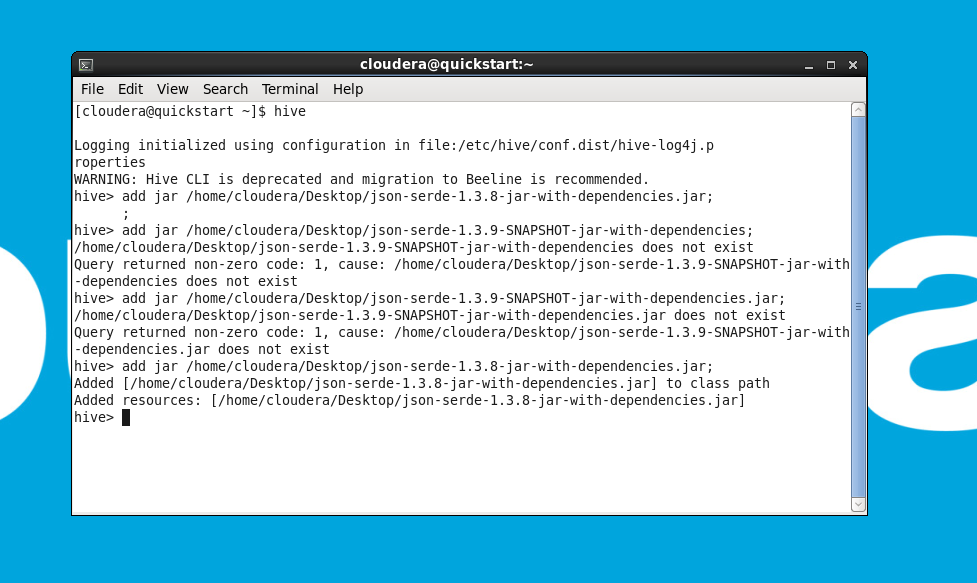 cloudera@quickstart:~
File Edit View Search Terminal Help
[cloudera@quickstart ~]$ hive
Logging initialized using configuration in file:/etc/hive/conf.dist/hive-log4j.p
roperties
WARNING: Hive CLI is deprecated and migration to Beeline is recommended.
hive> add jar /home/cloudera/Desktop/json-serde-1.3.8-jar-with-dependencies.jar;
;
hive> add jar /home/cloudera/Desktop/json-serde-1.3.9-SNAPSHOT-jar-with-dependencies;
/home/cloudera/Desktop/json-serde-1.3.9-SNAPSHOT-jar-with-dependencies does not exist
Query returned non-zero code: 1, cause: /home/cloudera/Desktop/json-serde-1.3.9-SNAPSHOT-jar-with
-dependencies does not exist
hive> add jar /home/cloudera/Desktop/json-serde-1.3.9-SNAPSHOT-jar-with-dependencies.jar;
/home/cloudera/Desktop/json-serde-1.3.9-SNAPSHOT-jar-with-dependencies.jar does not exist
Query returned non-zero code: 1, cause: /home/cloudera/Desktop/json-serde-1.3.9-SNAPSHOT-jar-with
-dependencies.jar does not exist
hive> add jar /home/cloudera/Desktop/json-serde-1.3.8-jar-with-dependencies.jar;
Added [/home/cloudera/Desktop/json-serde-1.3.8-jar-with-dependencies.jar] to class path
Added resources: [/home/cloudera/Desktop/json-serde-1.3.8-jar-with-dependencies.jar]
hive>